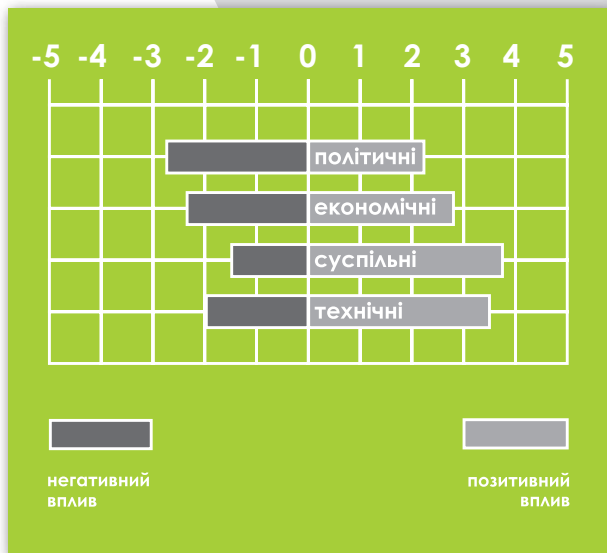 -5 -4 -3 -2 -1 0 1 2 3 4 5
політичні
економічні
суспільні
технічні
негативний
вплив
позитивний
вплив